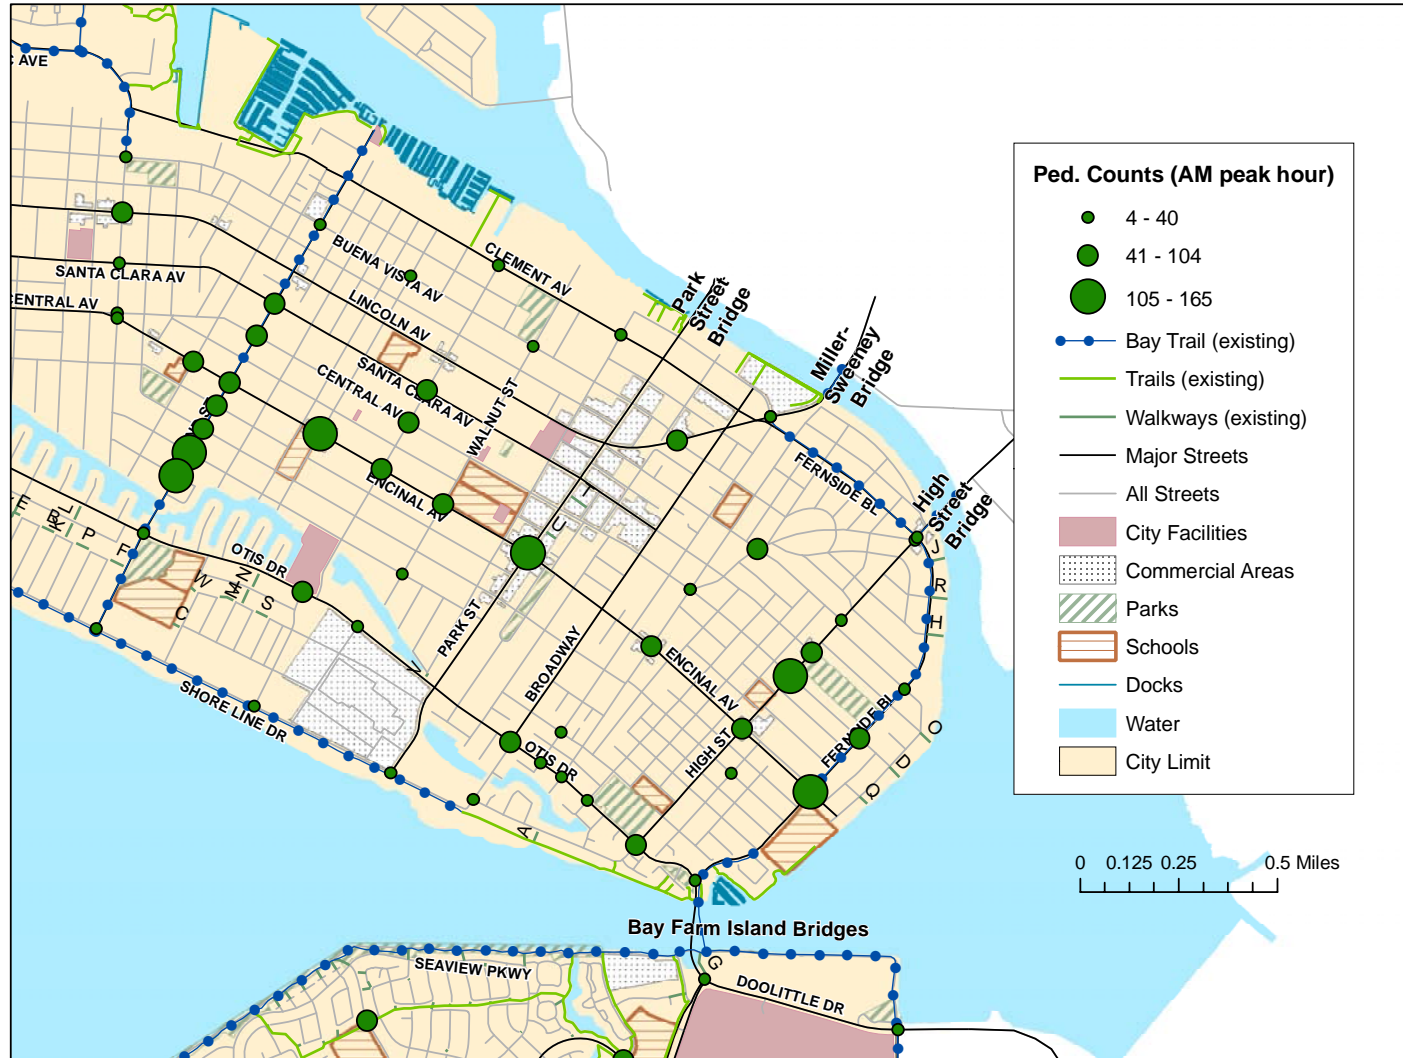 C AVE
SANTA CLARA AV
CENTRAL AV
BUENA VISTA AV
CLEMENT AV
LINCOLN AV
SANTA CLARA AV
CENTRAL AV
WALNUT ST
Park
Street
Bridge
Miller-
Sweeney
Bridge
High
Street
Bridge
FERNSIDE BL
ENCINAL AV
OTIS DR
PARK ST
BROADWAY
ENCINAL AV
HIGH ST
FERNSIDE BL
OTIS DR
SHORE LINE DR
E
L
K
P
F
W
M
N
S
C
V
T
U
J
R
H
O
D
Q
A
G
Bay Farm Island Bridges
SEAVIEW PKWY
DOOLITTLE DR
Ped. Counts (AM peak hour)
4 - 40
41 - 104
105 - 165
Bay Trail (existing)
Trails (existing)
Walkways (existing)
Major Streets
All Streets
City Facilities
Commercial Areas
Parks
Schools
Docks
Water
City Limit
0 0.125 0.25 0.5 Miles